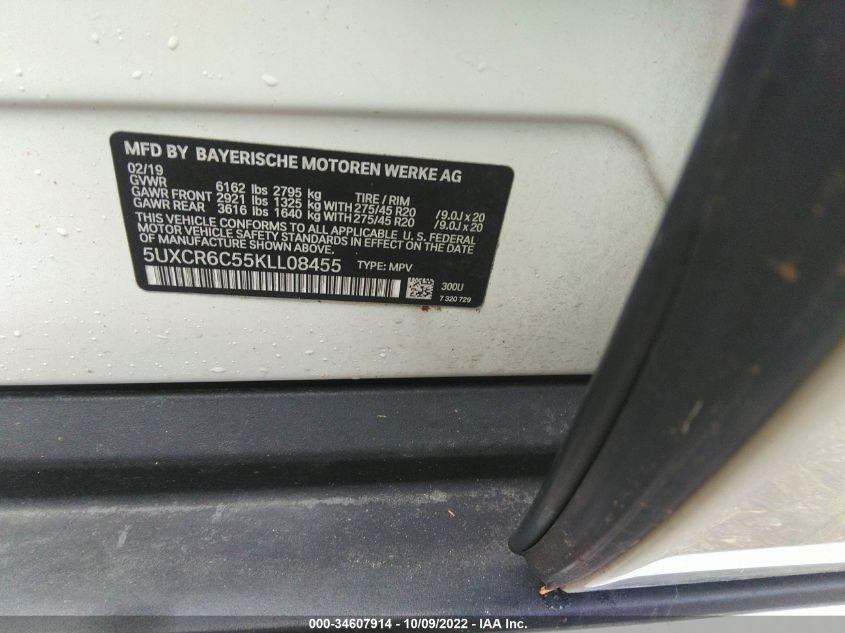 MFD BY BAYERISCHE MOTOREN WERKE AG
02/19
GVWR 6162 lbs 2795 kg TIRE / RIM
GAWR FRONT 2921 lbs 1325 kg WITH 275/45 R20 /9.0J x 20
GAWR REAR 3616 lbs 1640 kg WITH 275/45 R20 /9.0J x 20
THIS VEHICLE CONFORMS TO ALL APPLICABLE U.S. FEDERAL
MOTOR VEHICLE SAFETY STANDARDS IN EFFECT ON THE DATE
OF MANUFACTURE SHOWN ABOVE.
5UXCR6C55KLL08455 TYPE: MPV
300U
7 320 729
000-34607914 / 10/09/2022 - IAA Inc.